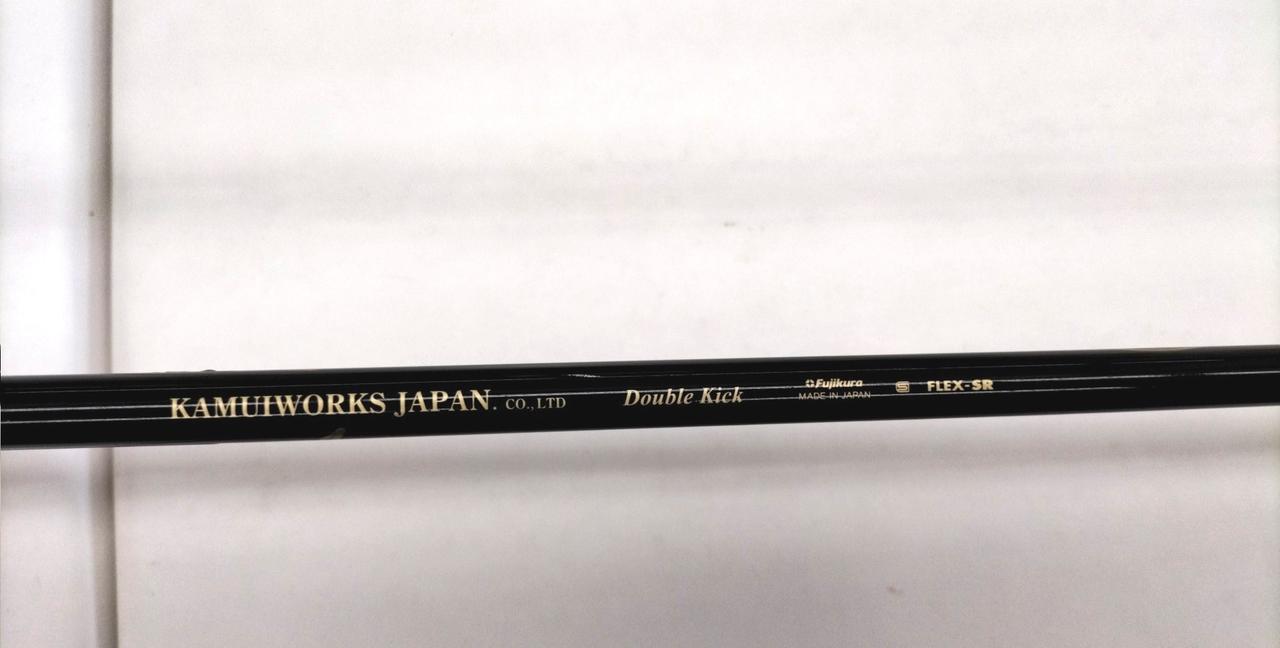 KAMUIWORKS JAPAN. CO.,LTD
Double Kick
Fujikura
MADE IN JAPAN
S FLEX-SR